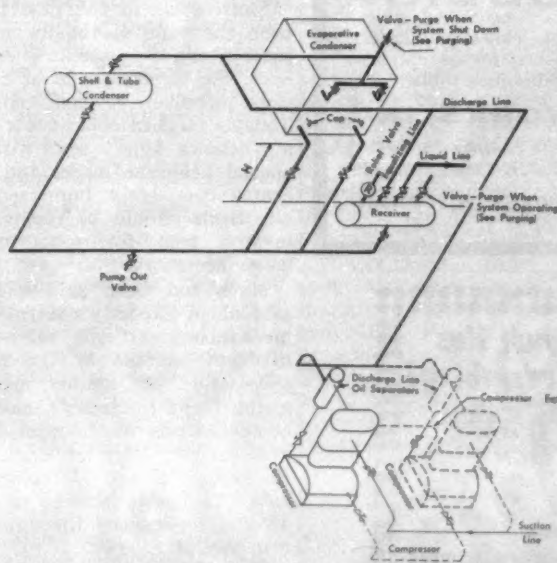 Valve – Purge When
System Shut Down
(See Purging)
Evaporative
Condenser
Shell & Tube
Condenser
Discharge Line
Cap
Relief Valve
Equalizing Line
Liquid Line
H
Valve – Purge When
System Operating
(See Purging)
Receiver
Pump Out
Valve
Discharge Line
Oil Separators
Compressor
Compressor
Compressor
Suction
Line
Compressor